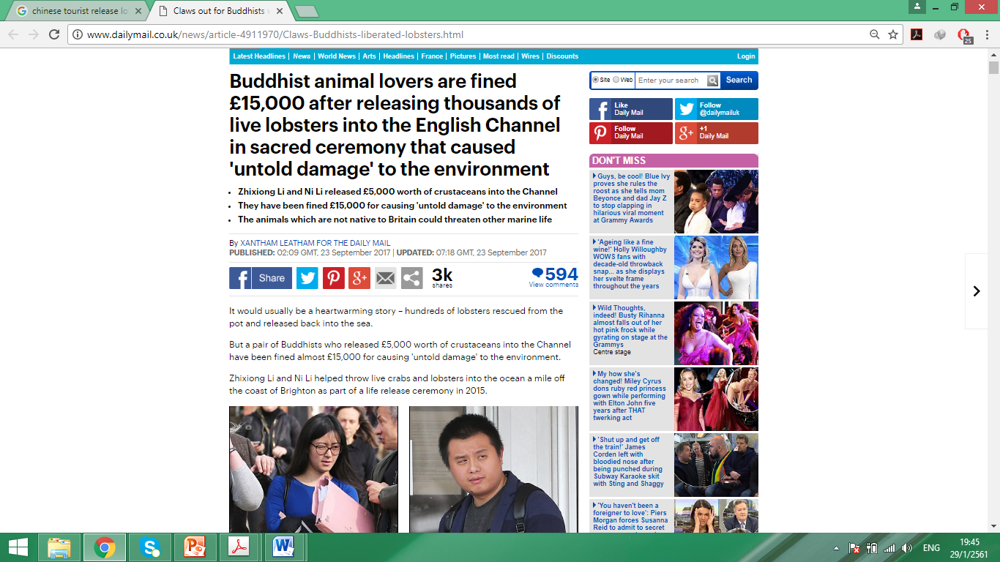 chinese tourist release lo
Claws out for Buddhists w
www.dailymail.co.uk/news/article-4911970/Claws-Buddhists-liberated-lobsters.html
25
Latest Headlines | News | World News | Arts | Headlines | France | Pictures | Most read | Wires | Discounts
Login
Buddhist animal lovers are fined
£15,000 after releasing thousands of
live lobsters into the English Channel
in sacred ceremony that caused
'untold damage' to the environment
• Zhixiong Li and Ni Li released £5,000 worth of crustaceans into the Channel
• They have been fined £15,000 for causing 'untold damage' to the environment
• The animals which are not native to Britain could threaten other marine life
By XANTHAM LEATHAM FOR THE DAILY MAIL
PUBLISHED: 02:09 GMT, 23 September 2017 | UPDATED: 07:18 GMT, 23 September 2017
Share
3k
shares
594
View comments
It would usually be a heartwarming story – hundreds of lobsters rescued from the
pot and released back into the sea.
But a pair of Buddhists who released £5,000 worth of crustaceans into the Channel
have been fined almost £15,000 for causing 'untold damage' to the environment.
Zhixiong Li and Ni Li helped throw live crabs and lobsters into the ocean a mile off
the coast of Brighton as part of a life release ceremony in 2015.
Site Web Enter your search Search
Like
Daily Mail
Follow
@dailymailuk
Follow
Daily Mail
+1
Daily Mail
DON'T MISS
Guys, be cool! Blue Ivy
proves she rules the
roost as she tells mom
Beyonce and dad Jay Z
to stop clapping in
hilarious viral moment
at Grammy Awards
'Ageing like a fine
wine!' Holly Willoughby
WOWS fans with
decade-old throwback
snap... as she displays
her svelte frame
throughout the years
Wild Thoughts,
indeed! Busty Rihanna
almost falls out of her
hot pink frock while
gyrating on stage at the
Grammys
Centre stage
My how she's
changed! Miley Cyrus
dons ruby red princess
gown while performing
with Elton John five
years after THAT
twerking act
'Shut up and get off
the train!' James
Corden left with
bloodied nose after
being punched during
Subway Karaoke skit
with Sting and Shaggy
'You haven't been a
foreigner to love': Piers
Morgan forces Susanna
Reid to admit to secret
ENG
19:45
29/1/2561